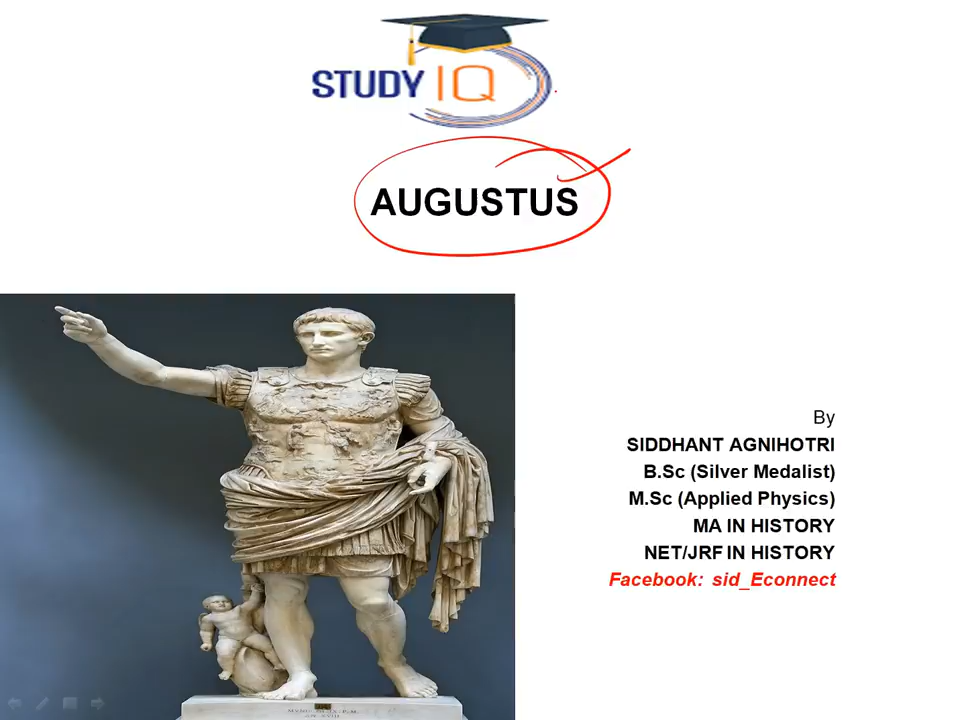 STUDY IQ
AUGUSTUS
By
SIDDHANT AGNIHOTRI
B.Sc (Silver Medalist)
M.Sc (Applied Physics)
MA IN HISTORY
NET/JRF IN HISTORY
Facebook: sid_Econnect